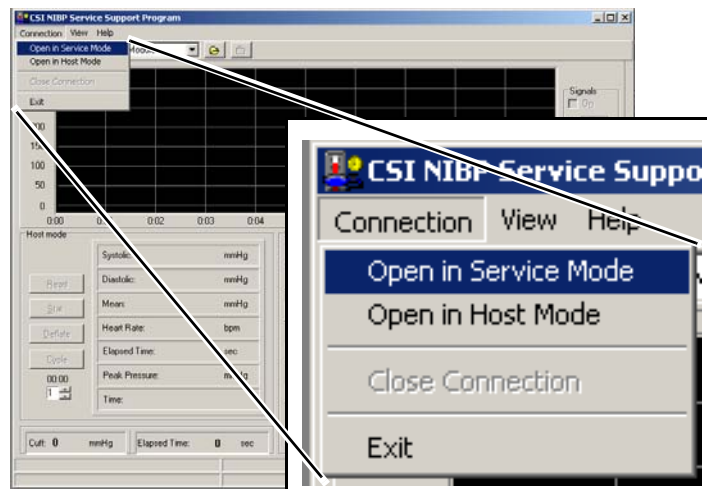 CSI NIBP Service Support Program
Connection View Help
Open in Service Mode
Open in Host Mode
Close Connection
Exit
Signals
100
50
0
0:00 0:02 0:03 0:04
Host mode
Systolic: mmHg
Read Diastolic: mmHg
Mean: mmHg
Star
Heart Rate: bpm
Deflate
Elapsed Time: sec
Cycle
00:00 Peak Pressure:
1 Time:
Cuff: 0 mmHg Elapsed Time: 0 sec
CSI NIBP Service Suppo
Connection View Help
Open in Service Mode
Open in Host Mode
Close Connection
Exit